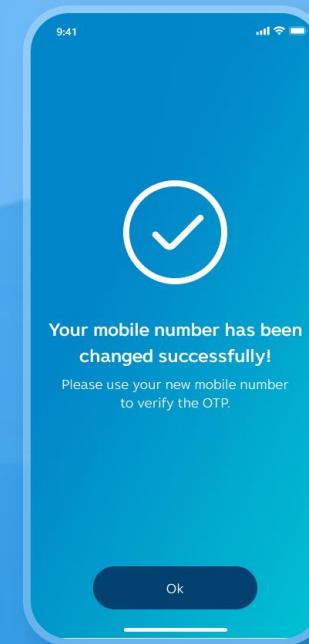 9:41
Your mobile number has been
changed successfully!
Please use your new mobile number
to verify the OTP.
Ok